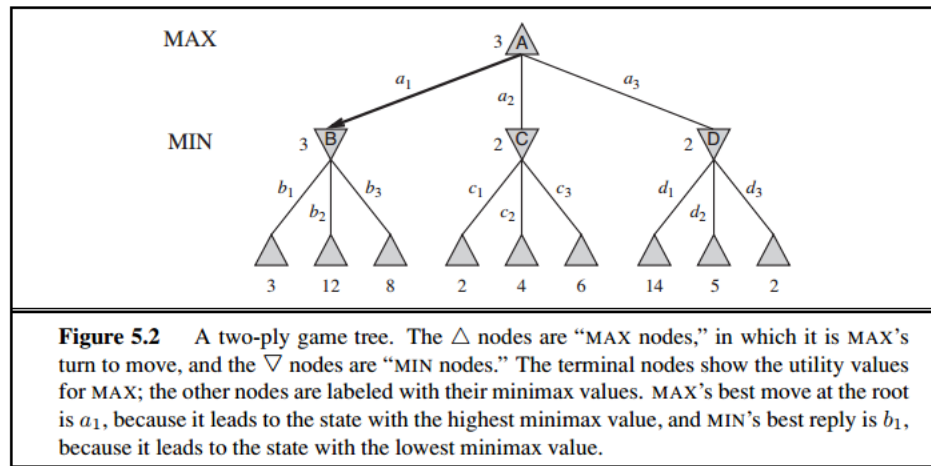 MAX
3 A
a1 a2 a3
MIN
3 B 2 C 2 D
b1 b2 b3 c1 c2 c3 d1 d2 d3
3 12 8 2 4 6 14 5 2
Figure 5.2 A two-ply game tree. The △ nodes are “MAX nodes,” in which it is MAX’s
turn to move, and the ▽ nodes are “MIN nodes.” The terminal nodes show the utility values
for MAX; the other nodes are labeled with their minimax values. MAX’s best move at the root
is a1, because it leads to the state with the highest minimax value, and MIN’s best reply is b1,
because it leads to the state with the lowest minimax value.